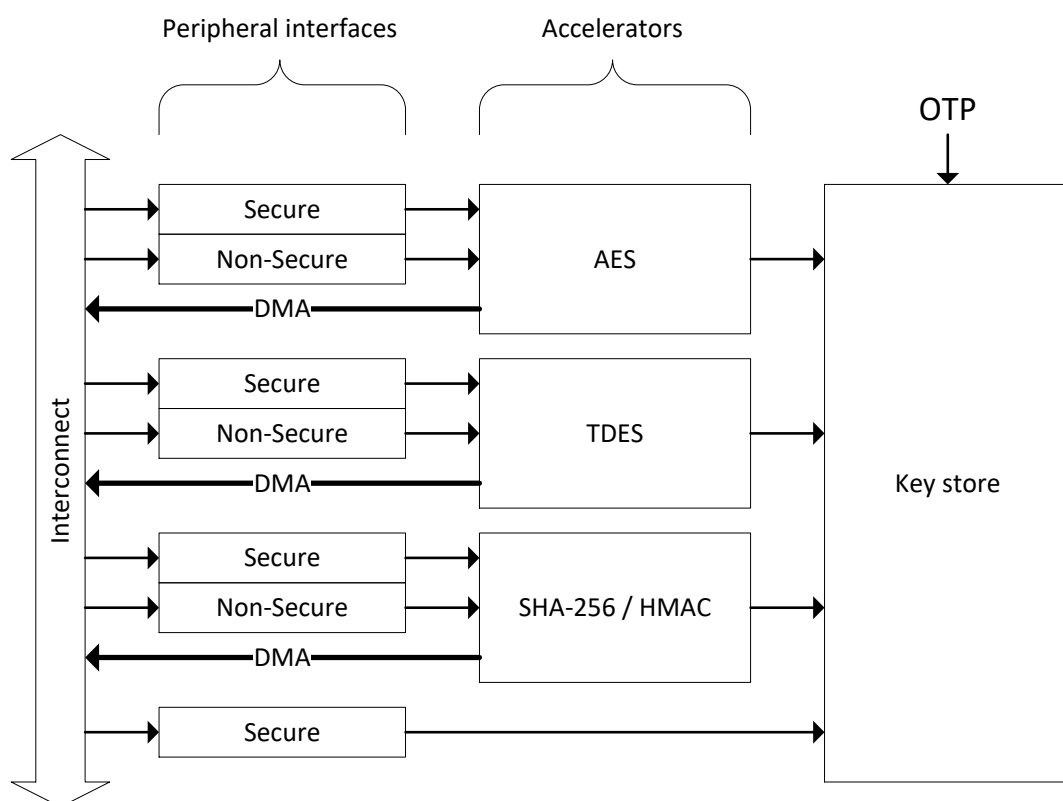 Peripheral interfaces
Accelerators
OTP
Secure
Non-Secure
AES
DMA
Secure
Non-Secure
TDES
DMA
Interconnect
Key store
Secure
Non-Secure
SHA-256 / HMAC
DMA
Secure